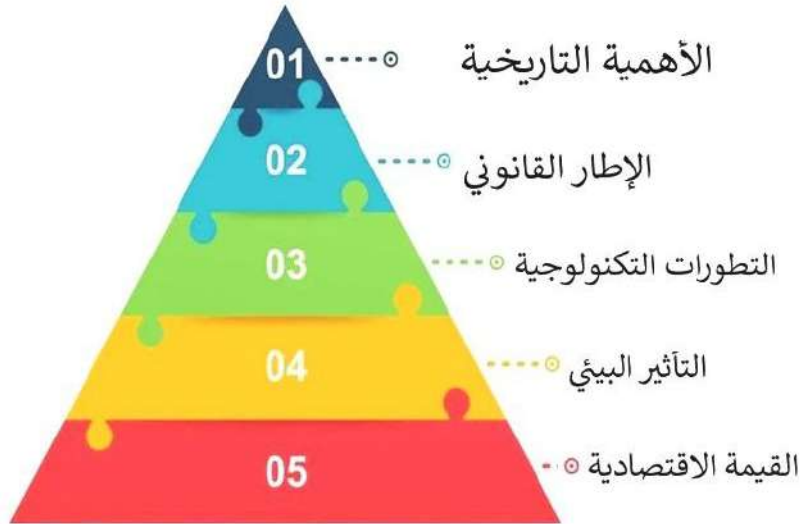 01
الأهمية التاريخية
02
الإطار القانوني
03
التطورات التكنولوجية
04
التأثير البيئي
05
القيمة الاقتصادية